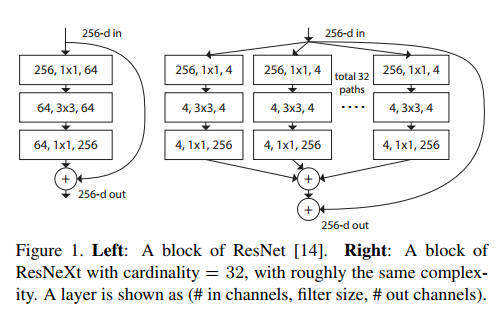 256-d in
256, 1x1, 64
64, 3x3, 64
64, 1x1, 256
+
256-d out
256-d in
256, 1x1, 4
256, 1x1, 4
total 32
paths
....
256, 1x1, 4
4, 3x3, 4
4, 3x3, 4
4, 3x3, 4
4, 1x1, 256
4, 1x1, 256
4, 1x1, 256
+
+
256-d out
Figure 1. Left: A block of ResNet [14]. Right: A block of
ResNeXt with cardinality = 32, with roughly the same complex-
ity. A layer is shown as (# in channels, filter size, # out channels).